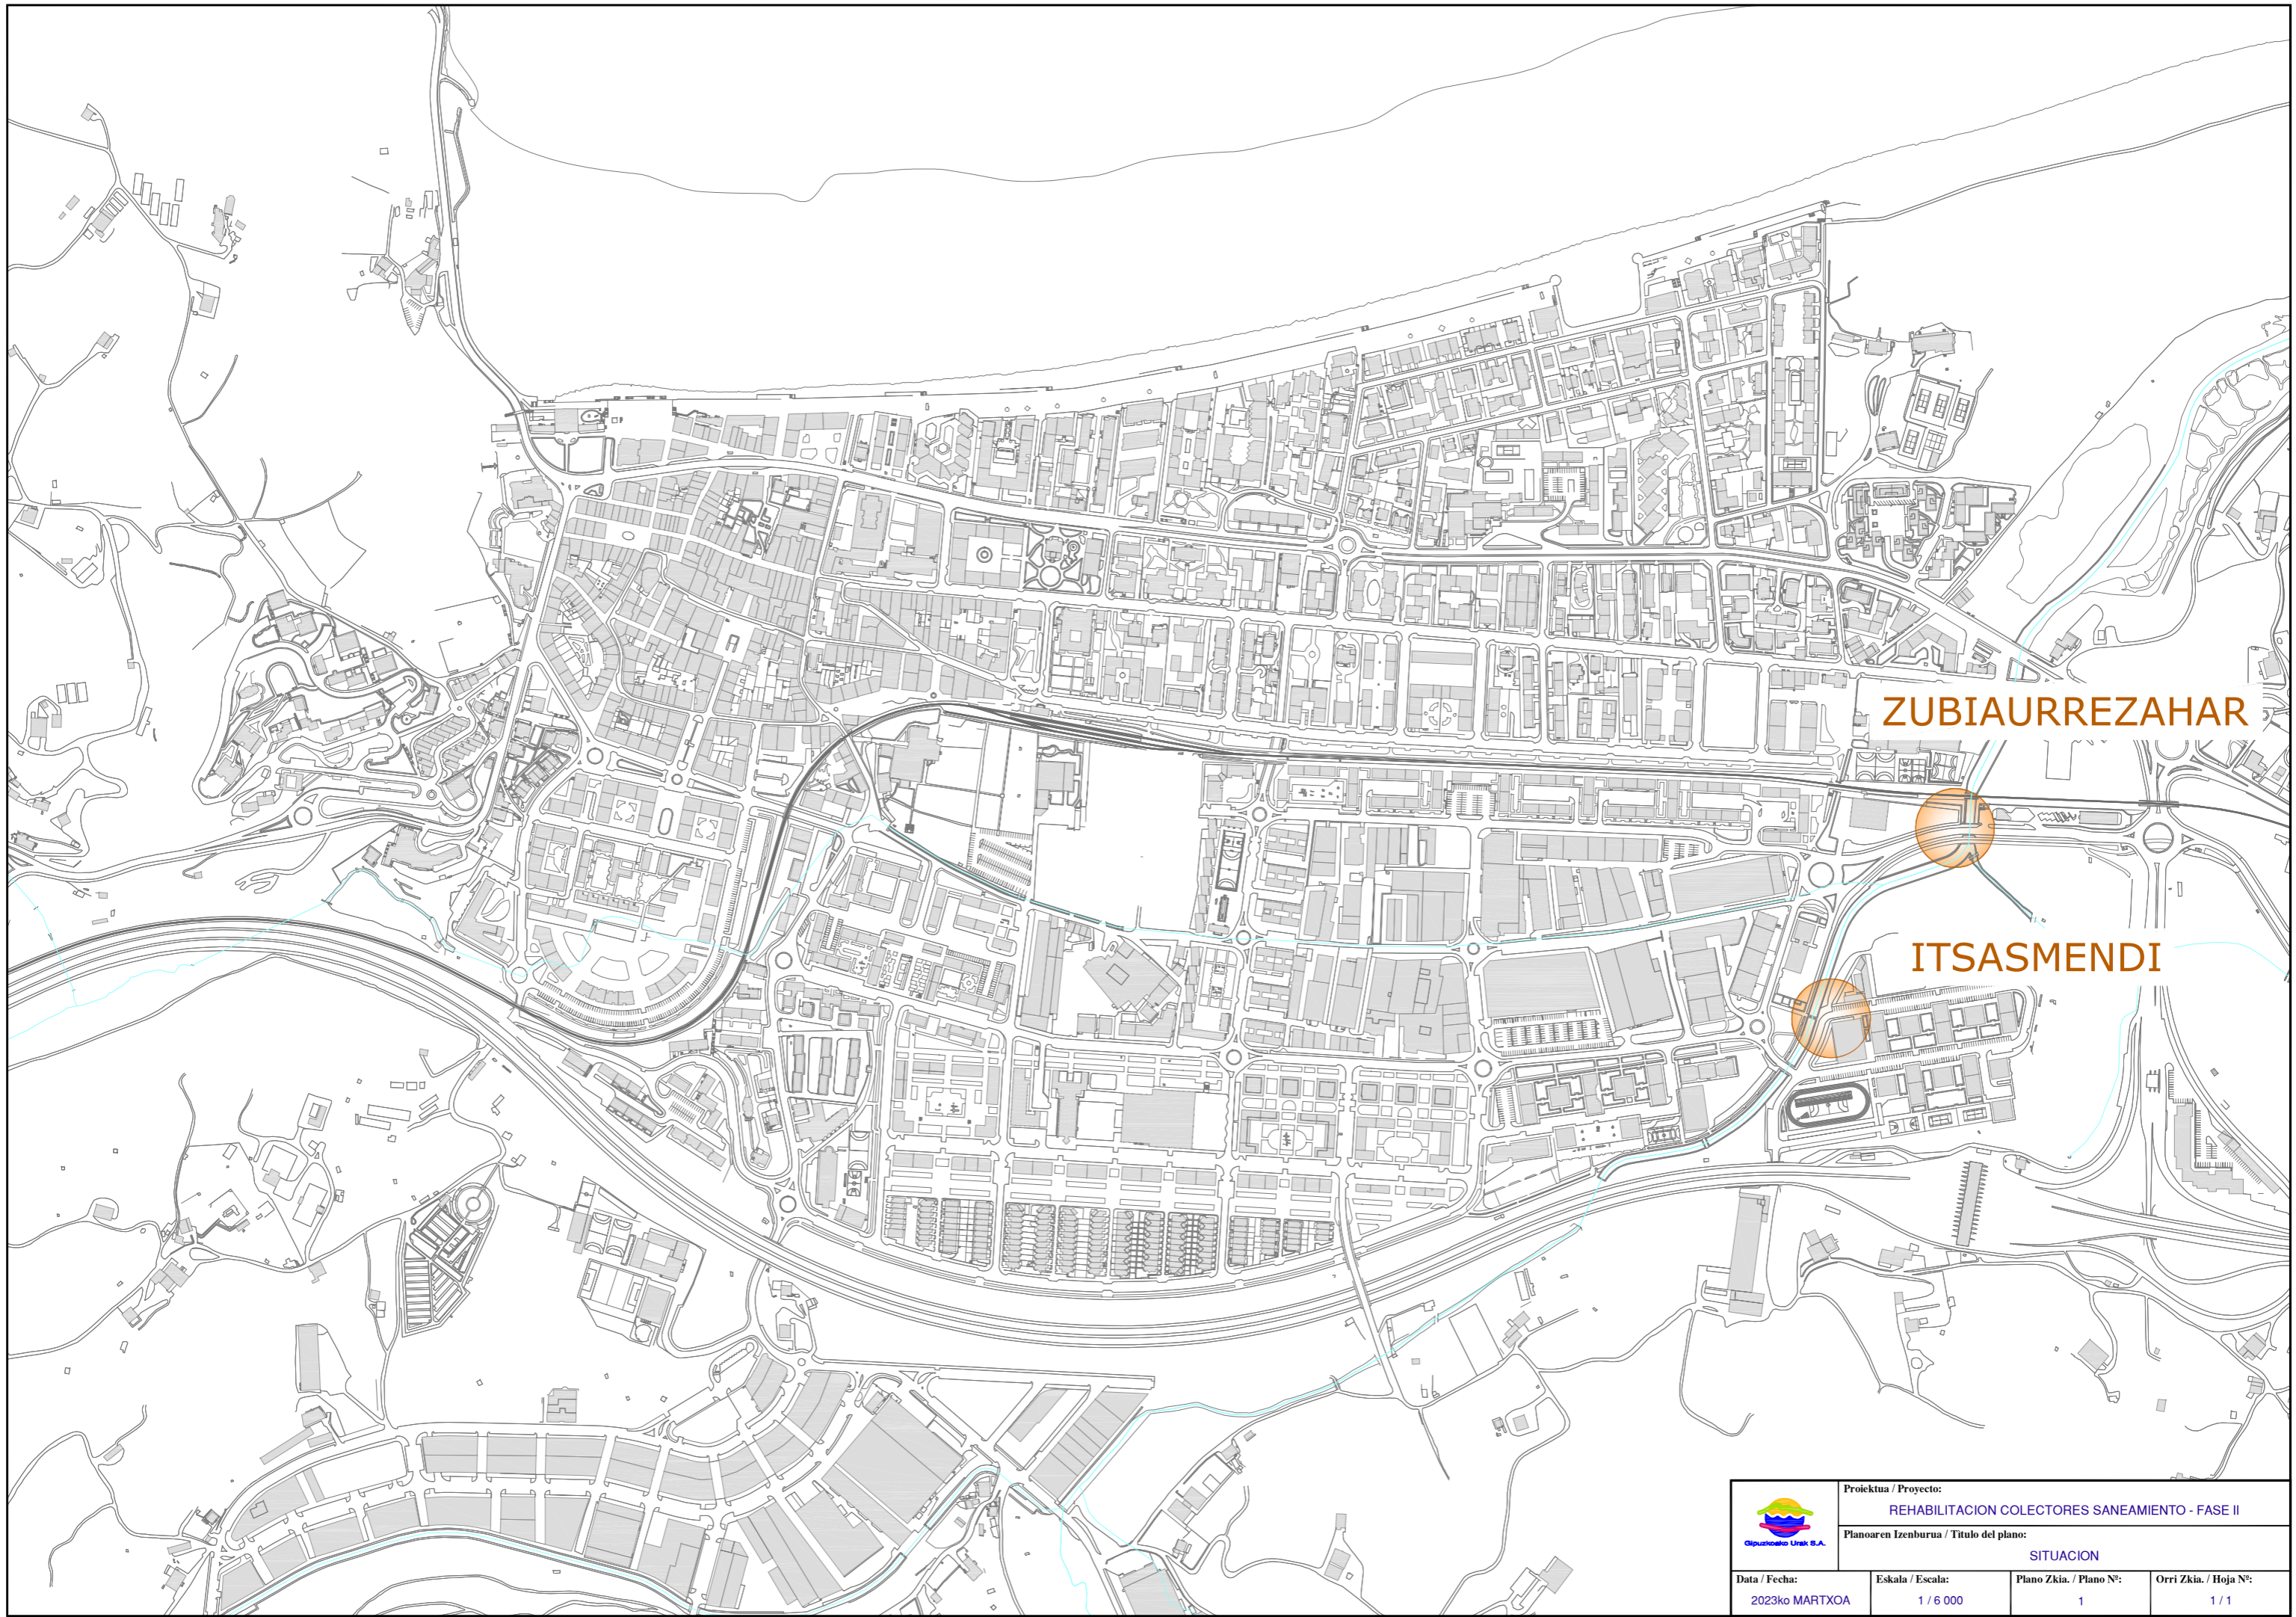 ZUBIAURREZAHAR
ITSASMENDI
Gipuzkoako Urak S.A.
Proiektua / Proyecto:
REHABILITACION COLECTORES SANEAMIENTO - FASE II
Planoaren Izenburua / Titulo del plano:
SITUACION
Data / Fecha:
2023ko MARTXOA
Eskala / Escala:
1 / 6 000
Plano Zkia. / Plano Nº:
1
Orri Zkia. / Hoja Nº:
1 / 1